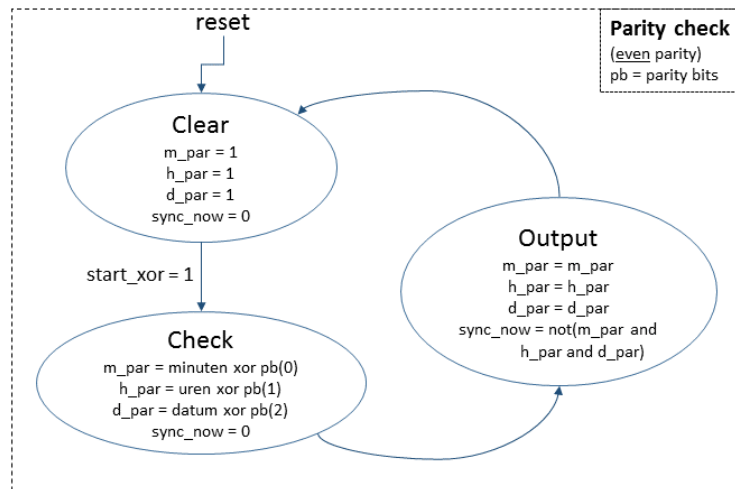 reset
Parity check
(even parity)
pb = parity bits
Clear
m_par = 1
h_par = 1
d_par = 1
sync_now = 0
start_xor = 1
Output
m_par = m_par
h_par = h_par
d_par = d_par
sync_now = not(m_par and
h_par and d_par)
Check
m_par = minuten xor pb(0)
h_par = uren xor pb(1)
d_par = datum xor pb(2)
sync_now = 0